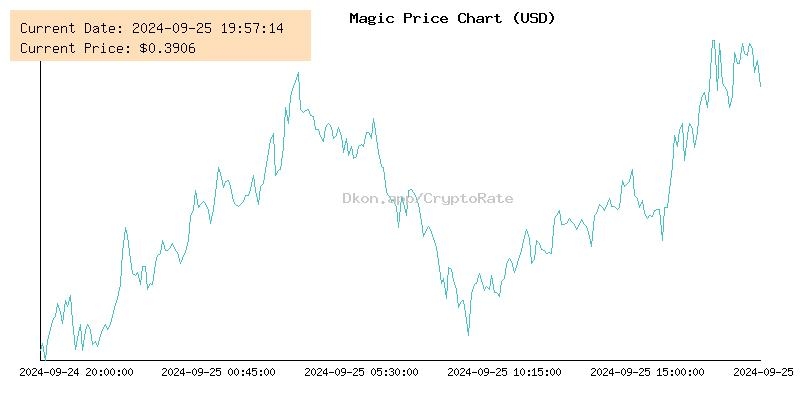 Magic Price Chart (USD)
Current Date: 2024-09-25 19:57:14
Current Price: $0.3906
Dkon.app/CryptoRate
2024-09-24 20:00:00 2024-09-25 00:45:00 2024-09-25 05:30:00 2024-09-25 10:15:00 2024-09-25 15:00:00 2024-09-25